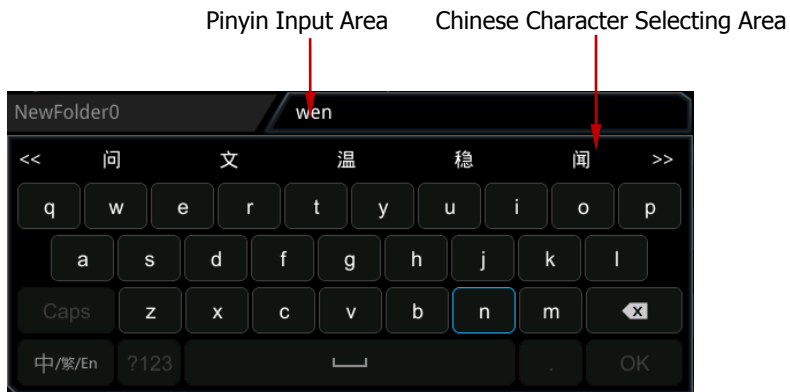 Pinyin Input Area Chinese Character Selecting Area
NewFolder0 wen
<< 问 文 温 稳 闻 >>
q w e r t y u i o p
a s d f g h j k l
Caps z x c v b n m x
中/繁/En ?123 . OK